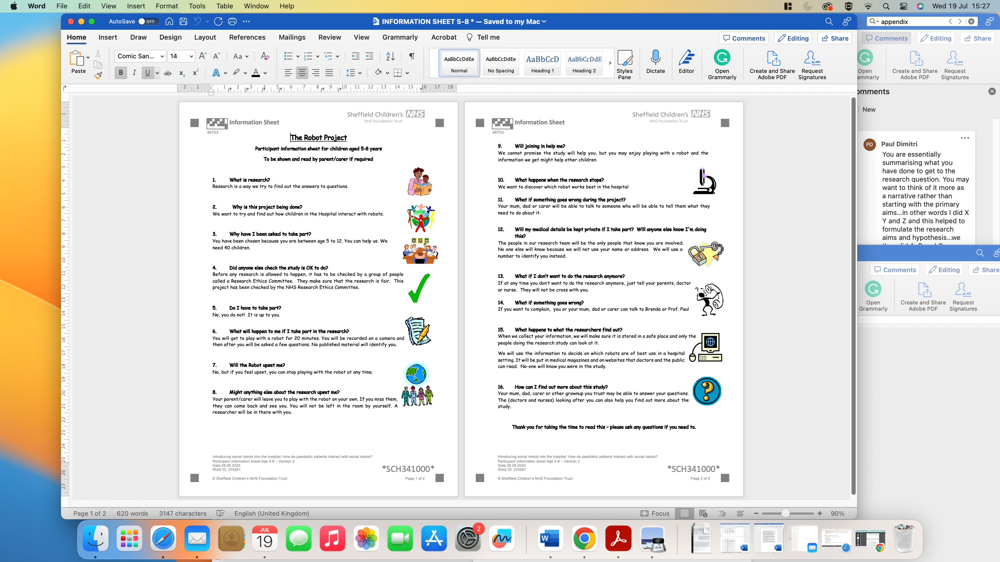 Word File Edit View Insert Format Tools Table Window Help
Wed 19 Jul 15:27
AutoSave OFF
INFORMATION SHEET 5-8 * — Saved to my Mac
appendix
Home Insert Draw Design Layout References Mailings Review View Grammarly Acrobat Tell me
Comments Editing Share
Comments Editing Share
Paste
Comic San... 14
AaBbCcDdEe AaBbCcDdEe AaBbCcD AaBbCcDdE
Normal No Spacing Heading 1 Heading 2
Styles Pane
Dictate
Editor
Open Grammarly
Create and Share Adobe PDF
Request Signatures
Open
ammarly
Create and Share Adobe PDF
Request Signatures
2 1 1 2 3 4 5 6 7 8 9 10 11 12 13 14 15 16 17 18
Sheffield Children's NHS
NHS Foundation Trust
Information Sheet
46703
The Robot Project
Participant information sheet for children aged 5-8 years
To be shown and read by parent/carer if required
1. What is research?
Research is a way we try to find out the answers to questions.
2. Why is this project being done?
We want to try and find out how children in the Hospital interact with robots.
3. Why have I been asked to take part?
You have been chosen because you are between age 5 to 12. You can help us. We
need 40 children.
4. Did anyone else check the study is OK to do?
Before any research is allowed to happen, it has to be checked by a group of people
called a Research Ethics Committee. They make sure that the research is fair. This
project has been checked by the NHS Research Ethics Committee.
5. Do I have to take part?
No, you do not! It is up to you.
6. What will happen to me if I take part in the research?
You will get to play with a robot for 20 minutes. You will be recorded on a camera and
then after you will be asked a few questions. No published material will identify you.
7. Will the Robot upset me?
No, but if you feel upset, you can stop playing with the robot at any time.
8. Might anything else about the research upset me?
Your parent/carer will leave you to play with the robot on your own. If you miss them,
they can come back and see you. You will not be left in the room by yourself. A
researcher will be in there with you.
Introducing social robots into the hospital: How do paediatric patients interact with social robots?
Participant information sheet Age 5-8 – Version 2
Date 08.06.2020
IRAS ID: 274291
*SCH341000*
© Sheffield Children's NHS Foundation Trust
Page 1 of 2
Sheffield Children's NHS
NHS Foundation Trust
Information Sheet
46703
9. Will joining in help me?
We cannot promise the study will help you, but you may enjoy playing with a robot and the
information we get might help other children
10. What happens when the research stops?
We want to discover which robot works best in the hospital
11. What if something goes wrong during the project?
Your mum, dad or carer will be able to talk to someone who will be able to tell them what they
need to do about it.
12. Will my medical details be kept private if I take part? Will anyone else know I'm doing
this?
The people in our research team will be the only people that know you are involved.
No one else will know because we will not use your name or address. We will use a
number to identify you instead.
13. What if I don't want to do the research anymore?
If at any time you don't want to do the research anymore, just tell your parents, doctor
or nurse. They will not be cross with you.
14. What if something goes wrong?
If you want to complain, you or your mum, dad or carer can talk to Brenda or Prof. Paul
15. What happens to what the researchers find out?
When we collect your information, we will make sure it is stored in a safe place and only the
people doing the research study can look at it.
We will use the information to decide on which robots are of best use in a hospital
setting. It will be put in medical magazines and on websites that doctors and the public
can read. No-one will know you were in the study.
16. How can I find out more about this study?
Your mum, dad, carer or other grownup you trust may be able to answer your questions.
The (doctors and nurses) looking after you can also help you find out more about the
study.
Thank you for taking the time to read this – please ask any questions if you need to.
Introducing social robots into the hospital: How do paediatric patients interact with social robots?
Participant information sheet Age 5-8 – Version 2
Date 08.06.2020
IRAS ID: 274291
*SCH341000*
© Sheffield Children's NHS Foundation Trust
Page 2 of 2
omments
New
PD Paul Dimitri
You are essentially
summarising what you
have done to get to the
research question. You may
want to think of it more as
a narrative rather than
starting with the primary
aims...in other words I did X
Y and Z and this helped to
formulate the research
aims and hypothesis...we
Comments Editing Share
Open Grammarly
Create and Share Adobe PDF
Request Signatures
Page 1 of 2 620 words 3147 characters English (United Kingdom)
Focus 90%
JUL
19
2
W